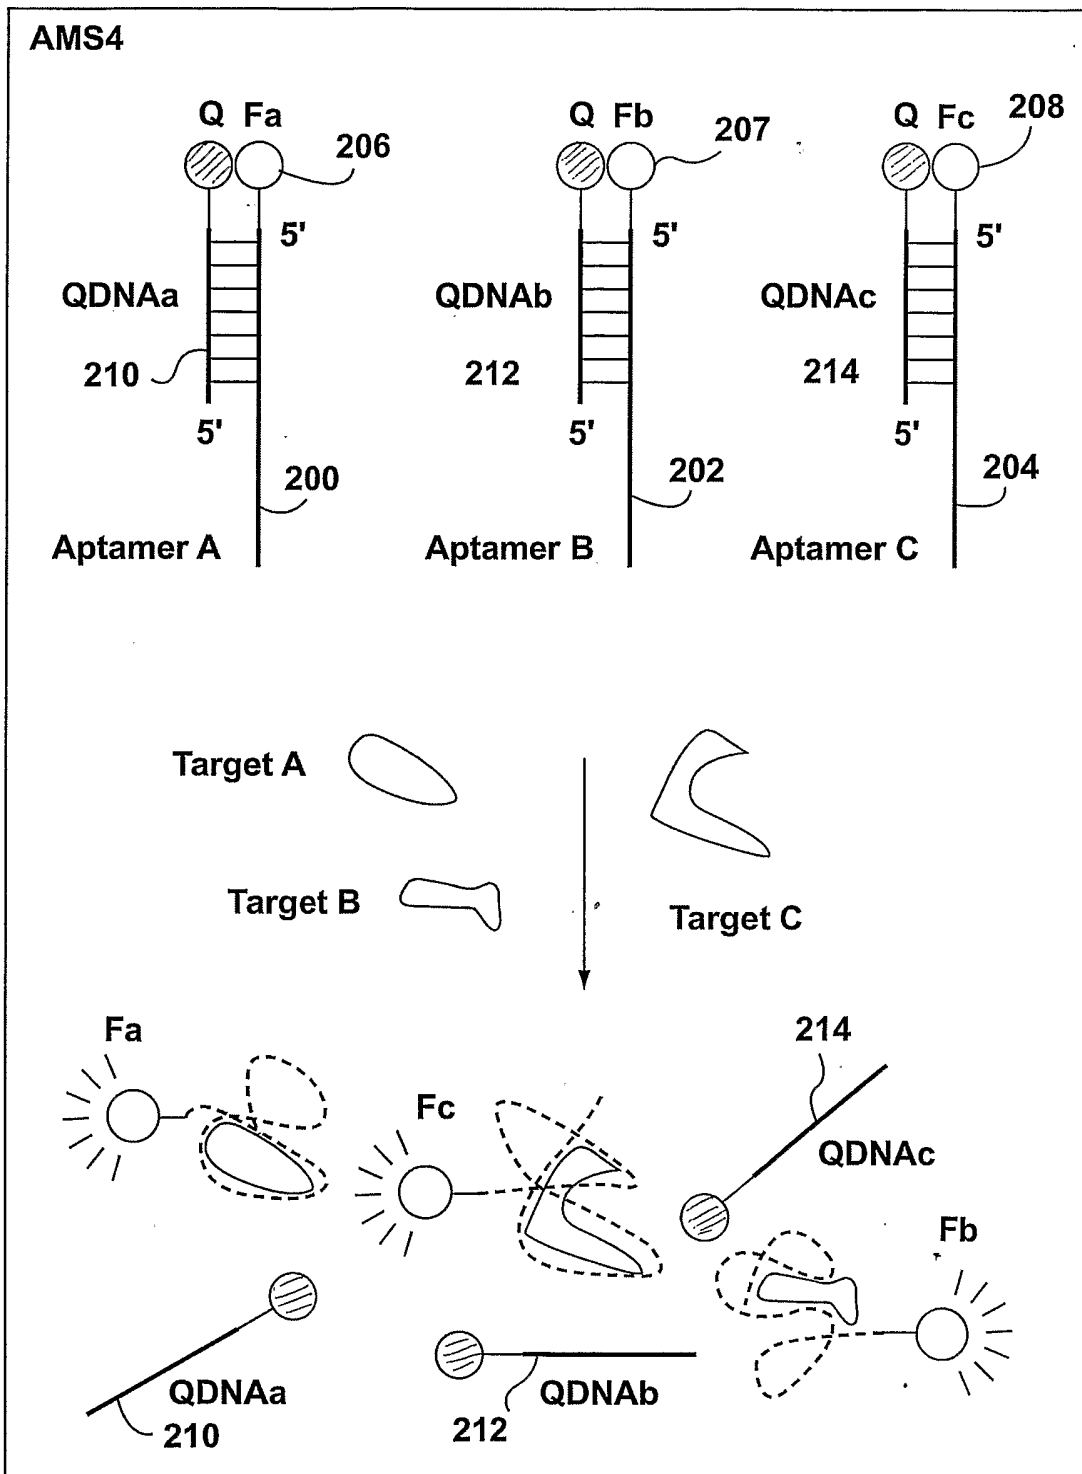 AMS4
Q Fa 206
Q Fb 207
Q Fc 208
5' 5' 5'
QDNAa QDNAb QDNAc
210 212 214
5' 5' 5'
200 202 204
Aptamer A Aptamer B Aptamer C
Target A
Target B Target C
Fa 214
Fc
QDNAc
Fb
QDNAa QDNAb
210 212